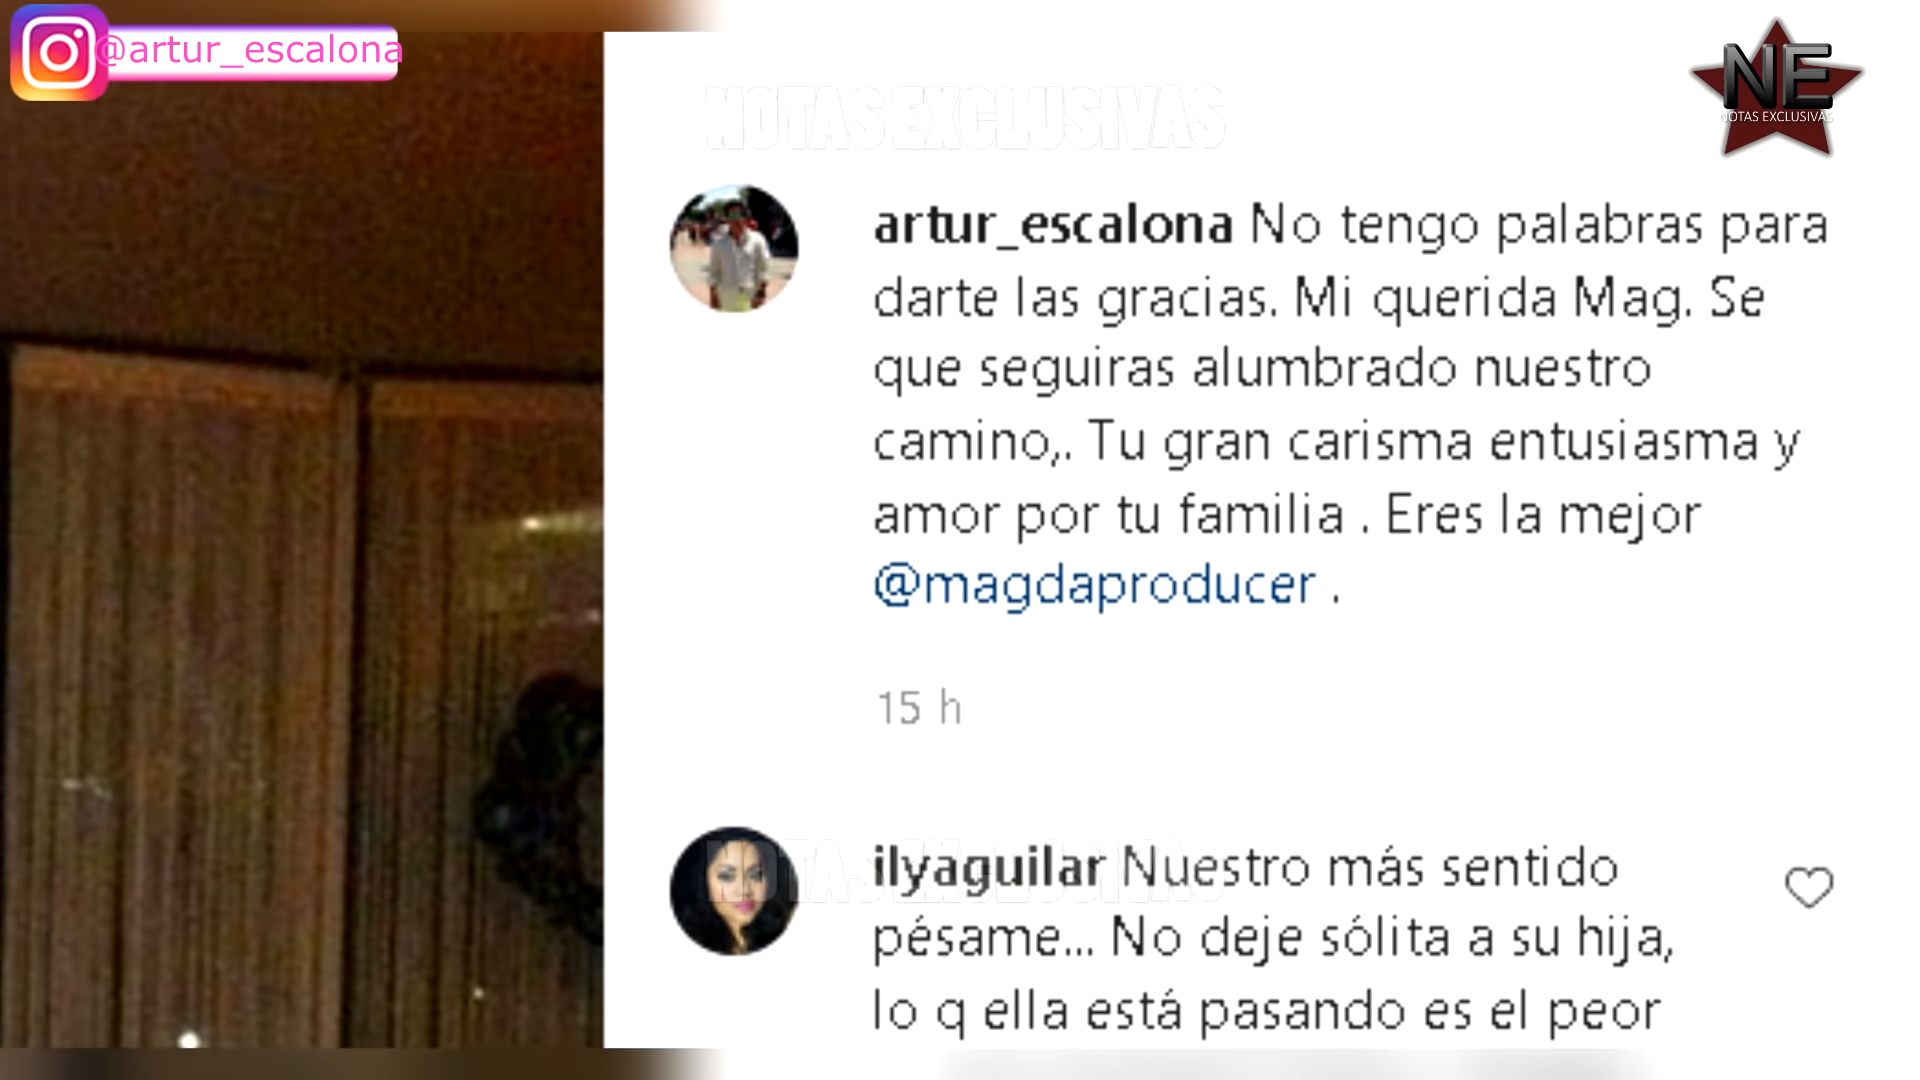 @artur_escalona
NE
NOTAS EXCLUSIVAS
NOTAS EXCLUSIVAS
artur_escalona No tengo palabras para
darte las gracias. Mi querida Mag. Se
que seguiras alumbrado nuestro
camino,. Tu gran carisma entusiasma y
amor por tu familia . Eres la mejor
@magdaproducer .
15 h
NOTAS EXCLUSIVAS
ilyaguilar Nuestro más sentido
pésame... No deje sólita a su hija,
lo q ella está pasando es el peor